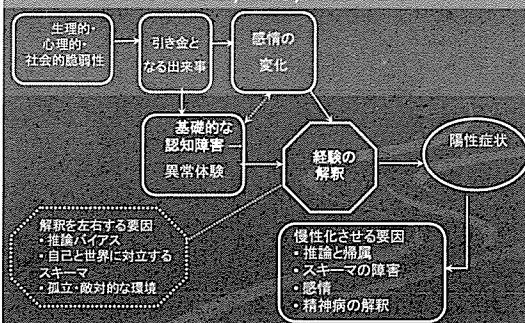 生理的・
心理的・
社会的脆弱性
引き金と
なる出来事
感情の
変化
基礎的な
認知障害
異常体験
経験の
解釈
陽性症状
解釈を左右する要因
・推論バイアス
・自己と世界に対立する
スキーマ
・孤立・敵対的な環境
慢性化させる要因
・推論と帰属
・スキーマの障害
・感情
・精神病の解釈